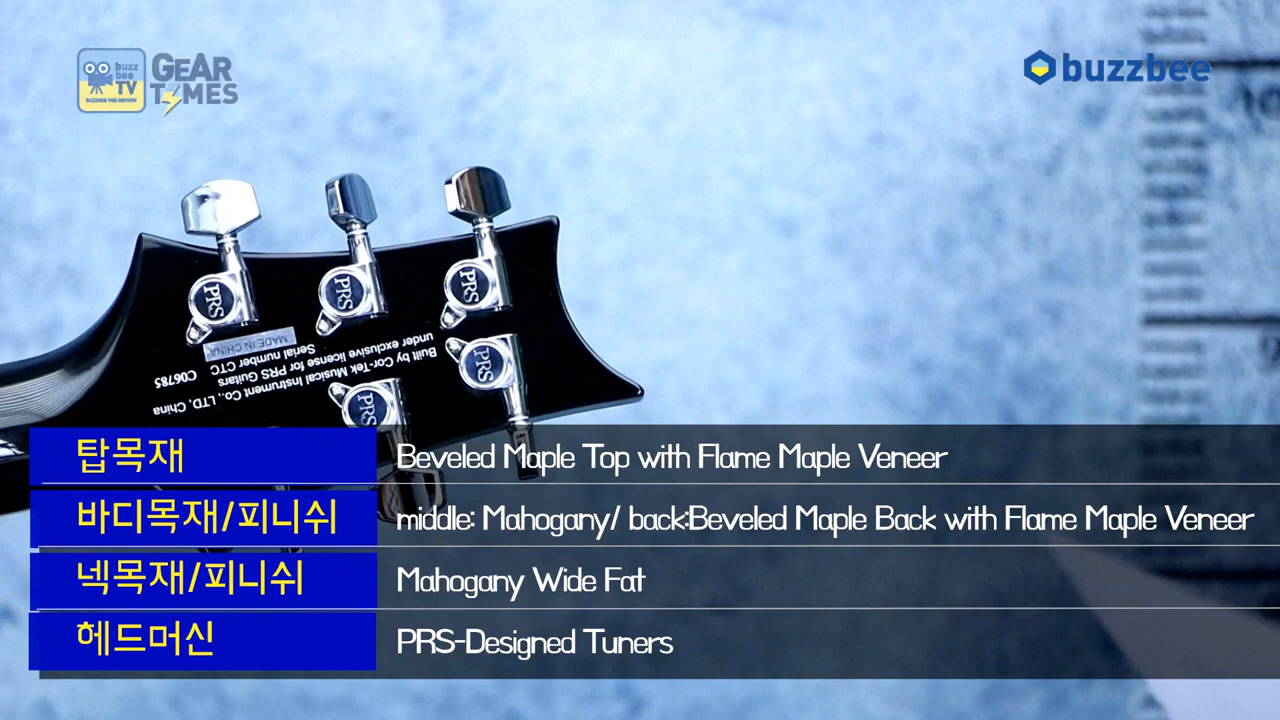 buzz
bee
TV
BUZZBEE VOD REVIEW
GEAR
TIMES
buzzbee
PRS
PRS
PRS
PRS
PRS
MADE IN CHINA
Built by Cor-Tek Musical Instrument Co., LTD, China
under exclusive license for PRS Guitars
Serial number CTC C06785
탑목재 Beveled Maple Top with Flame Maple Veneer
바디목재/피니쉬 middle: Mahogany/ back:Beveled Maple Back with Flame Maple Veneer
넥목재/피니쉬 Mahogany Wide Fat
헤드머신 PRS-Designed Tuners